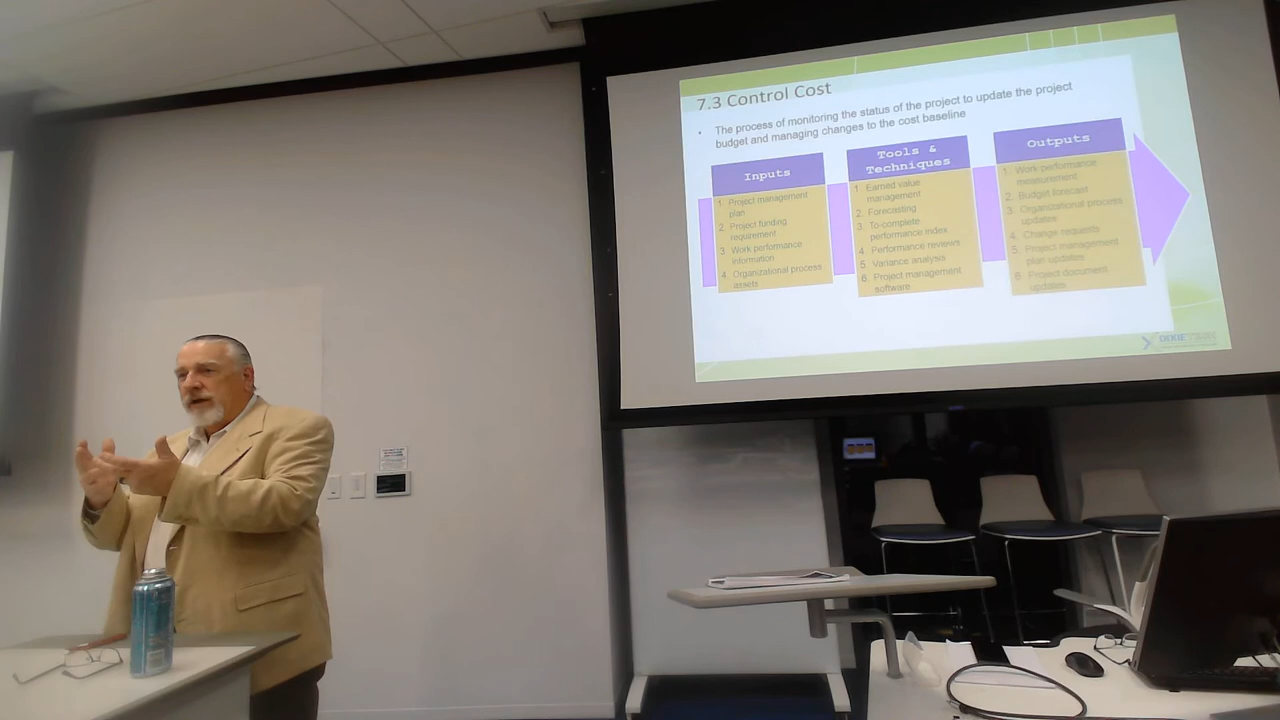 7.3 Control Cost
• The process of monitoring the status of the project to update the project
budget and managing changes to the cost baseline
Inputs
1. Project management
plan
2. Project funding
requirement
3 Work performance
information
4. Organizational process
assets
Tools &
Techniques
1 Earned value
management
2. Forecasting
3. To-complete
performance index
4. Performance reviews
5 Variance analysis
6. Project management
software
Outputs
1. Work performance
measurement
2. Budget forecast
3 Organizational process
updates
4. Change requests
5. Project management
plan updates
6 Project document
updates
DIXIE